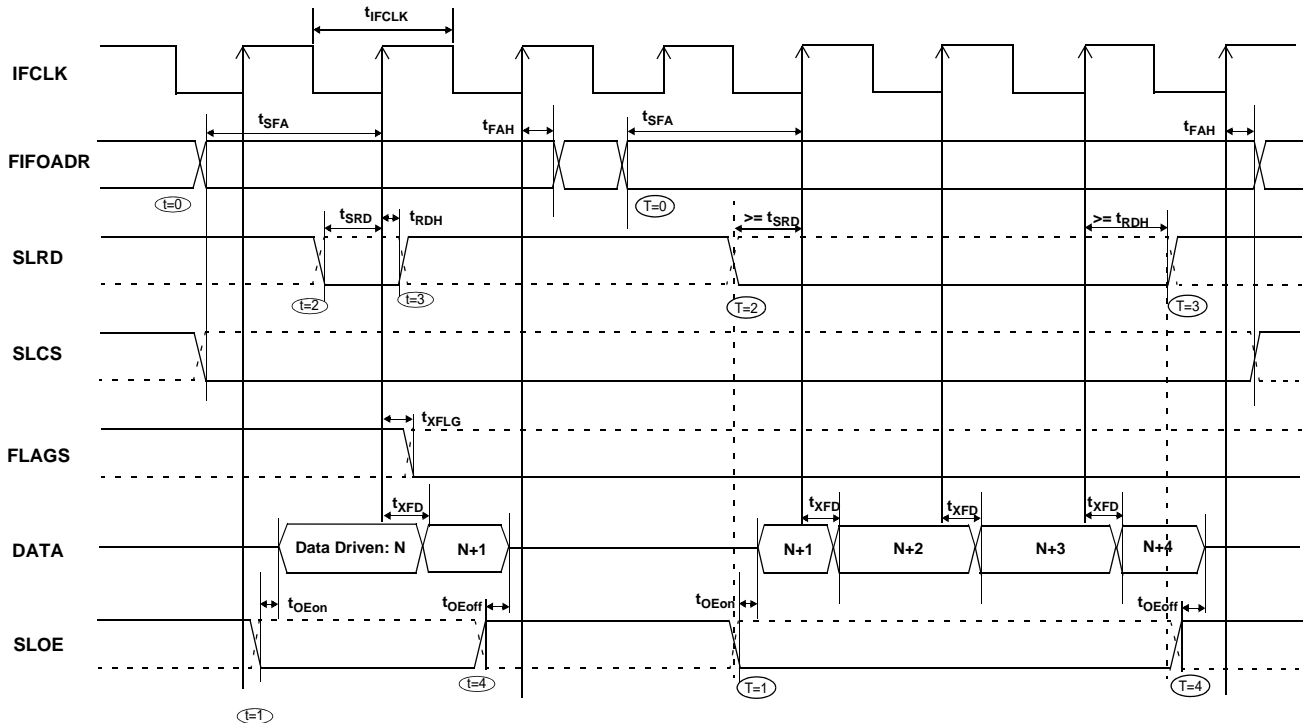 tIFCLK
IFCLK
tSFA
tFAH
tSFA
tFAH
FIFOADR
t=0
T=0
tSRD
tRDH
>= tSRD
>= tRDH
SLRD
t=2
t=3
T=2
T=3
SLCS
tXFLG
FLAGS
tXFD
tXFD
tXFD
tXFD
DATA
Data Driven: N
N+1
N+1
N+2
N+3
N+4
tOEon
tOEoff
tOEon
tOEoff
SLOE
t=4
T=1
T=4
t=1